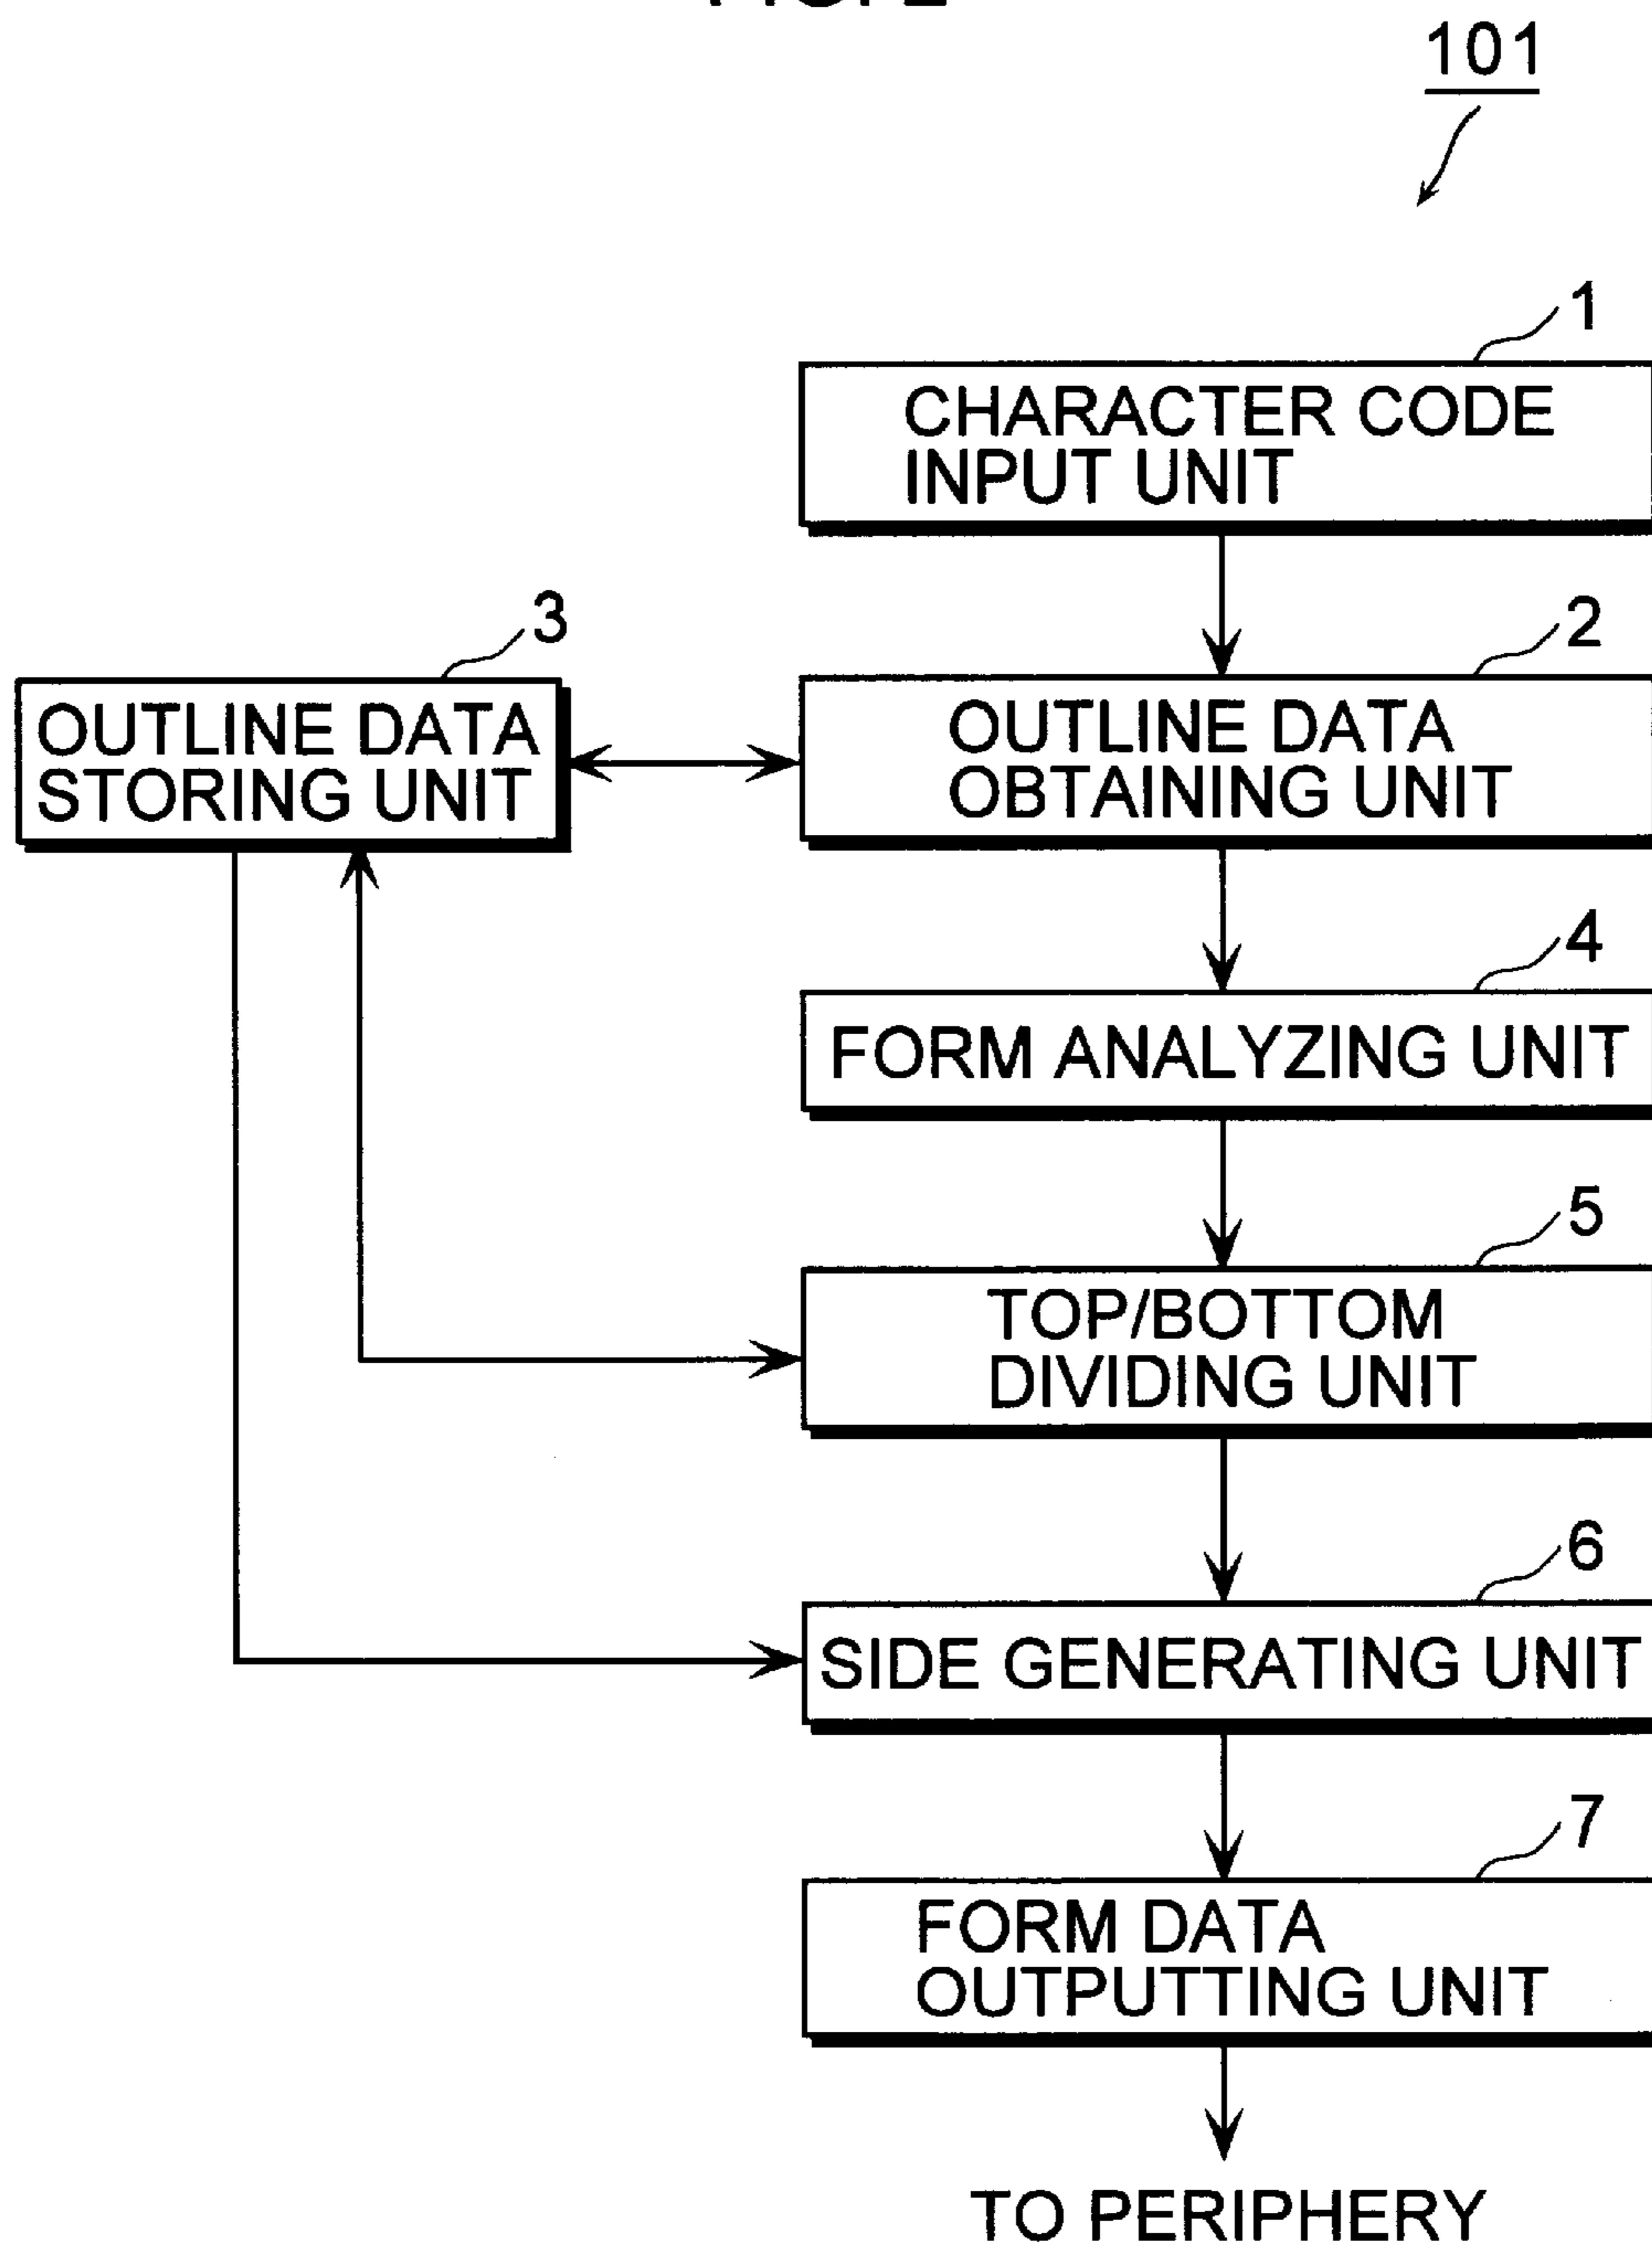 101
1
CHARACTER CODE
INPUT UNIT
3
2
OUTLINE DATA
STORING UNIT
OUTLINE DATA
OBTAINING UNIT
4
FORM ANALYZING UNIT
5
TOP/BOTTOM
DIVIDING UNIT
6
SIDE GENERATING UNIT
7
FORM DATA
OUTPUTTING UNIT
TO PERIPHERY